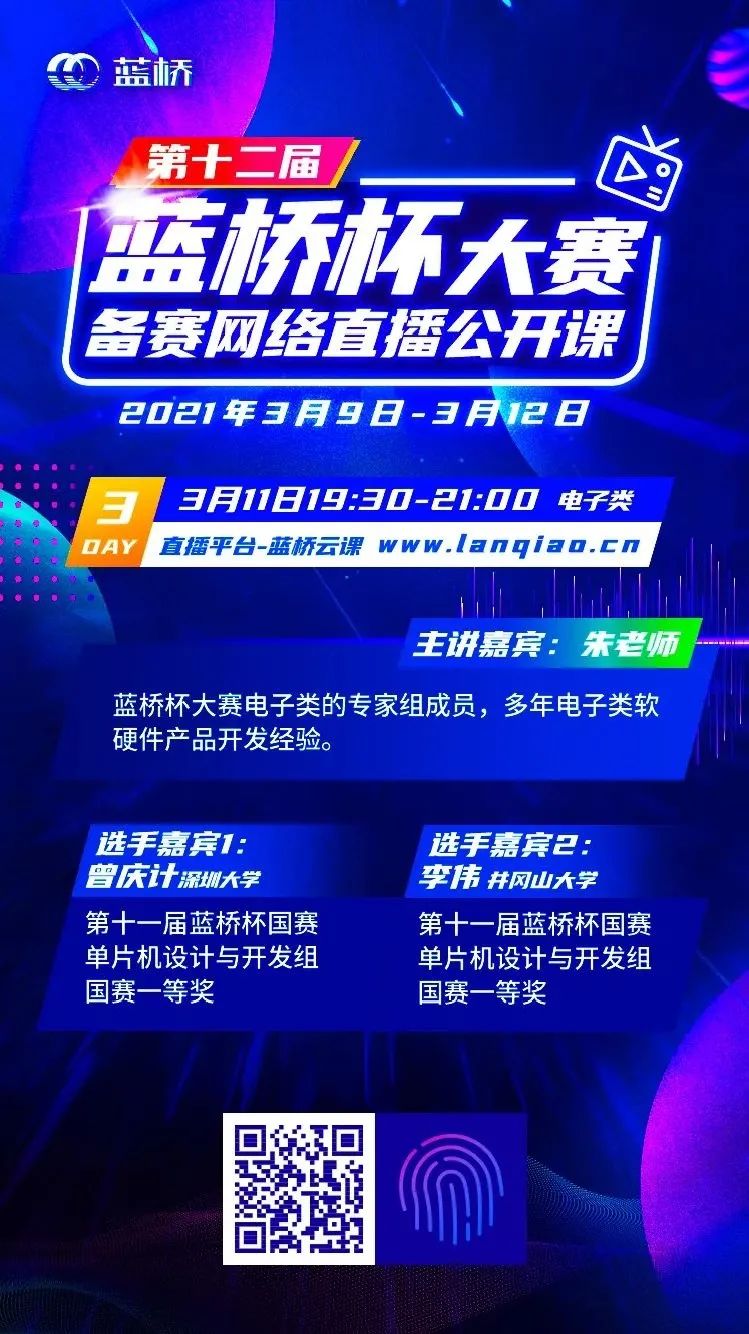 蓝桥
第十二届
蓝桥杯大赛
备赛网络直播公开课
2021年3月9日-3月12日
3
DAY
3月11日19:30-21:00 电子类
直播平台-蓝桥云课 www.lanqiao.cn
主讲嘉宾：朱老师
蓝桥杯大赛电子类的专家组成员，多年电子类软
硬件产品开发经验。
选手嘉宾1：
曾庆计 深圳大学
第十一届蓝桥杯国赛
单片机设计与开发组
国赛一等奖
选手嘉宾2：
李伟 井冈山大学
第十一届蓝桥杯国赛
单片机设计与开发组
国赛一等奖